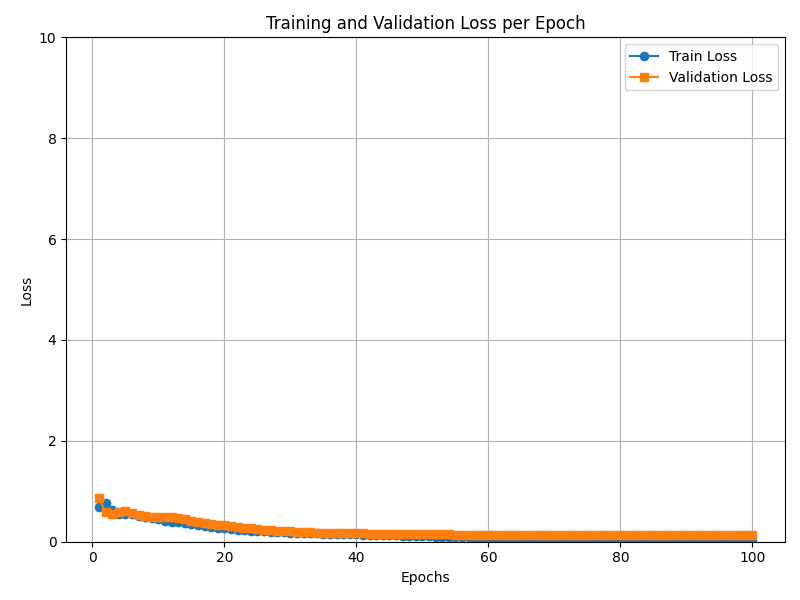 Training and Validation Loss per Epoch
Train Loss
Validation Loss
Loss
10
8
6
4
2
0
0 20 40 60 80 100
Epochs